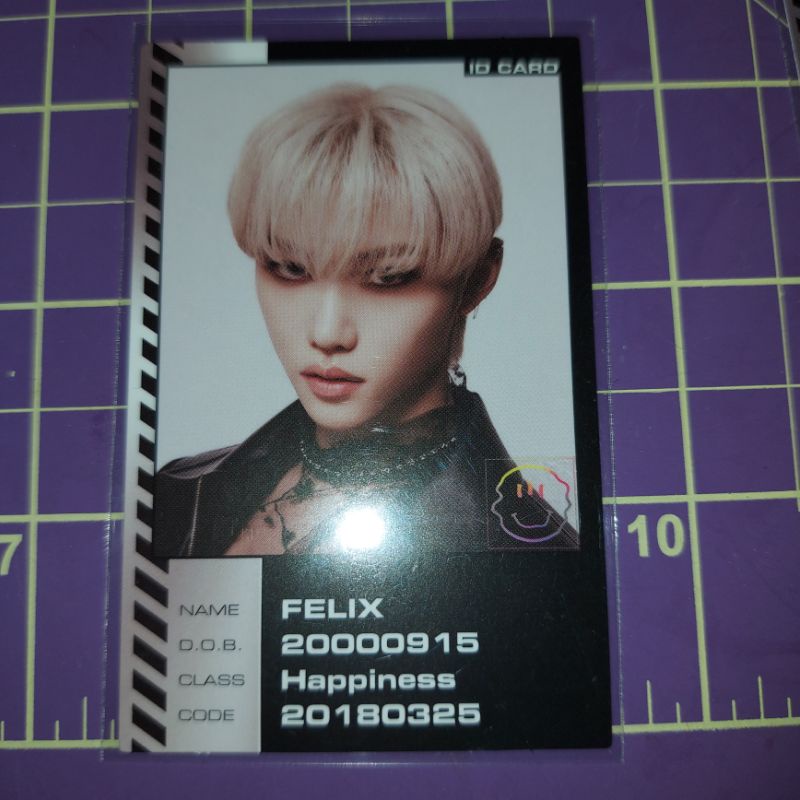 ID CARD
7
10
NAME FELIX
D.O.B. 20000915
CLASS Happiness
CODE 20180325